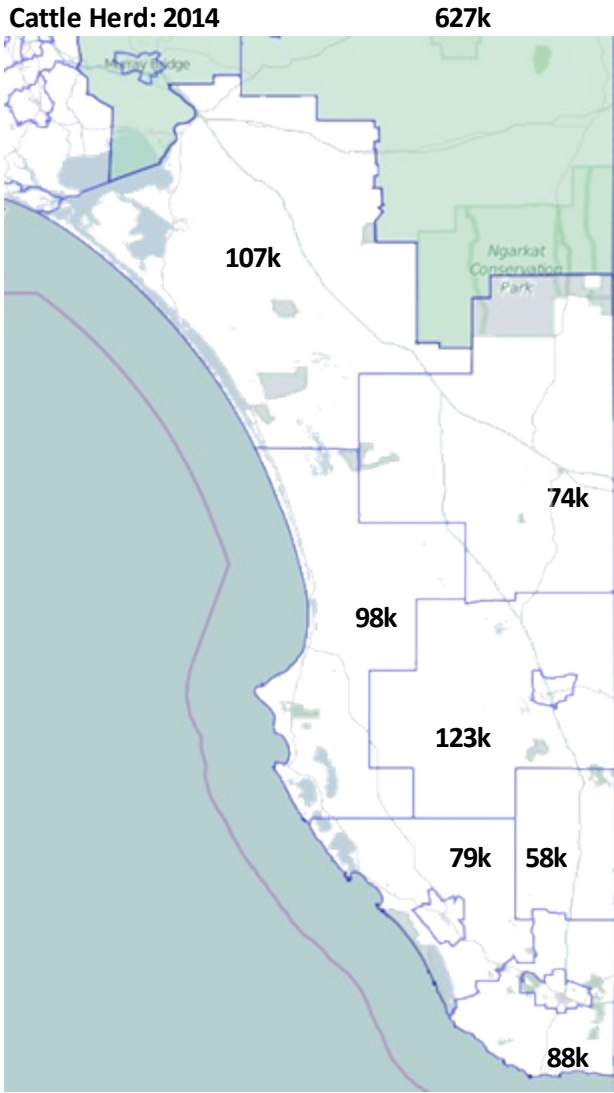 Cattle Herd: 2014 627k
Murray Bridge
107k
Ngarkat
Conservation
Park
74k
98k
123k
79k 58k
88k